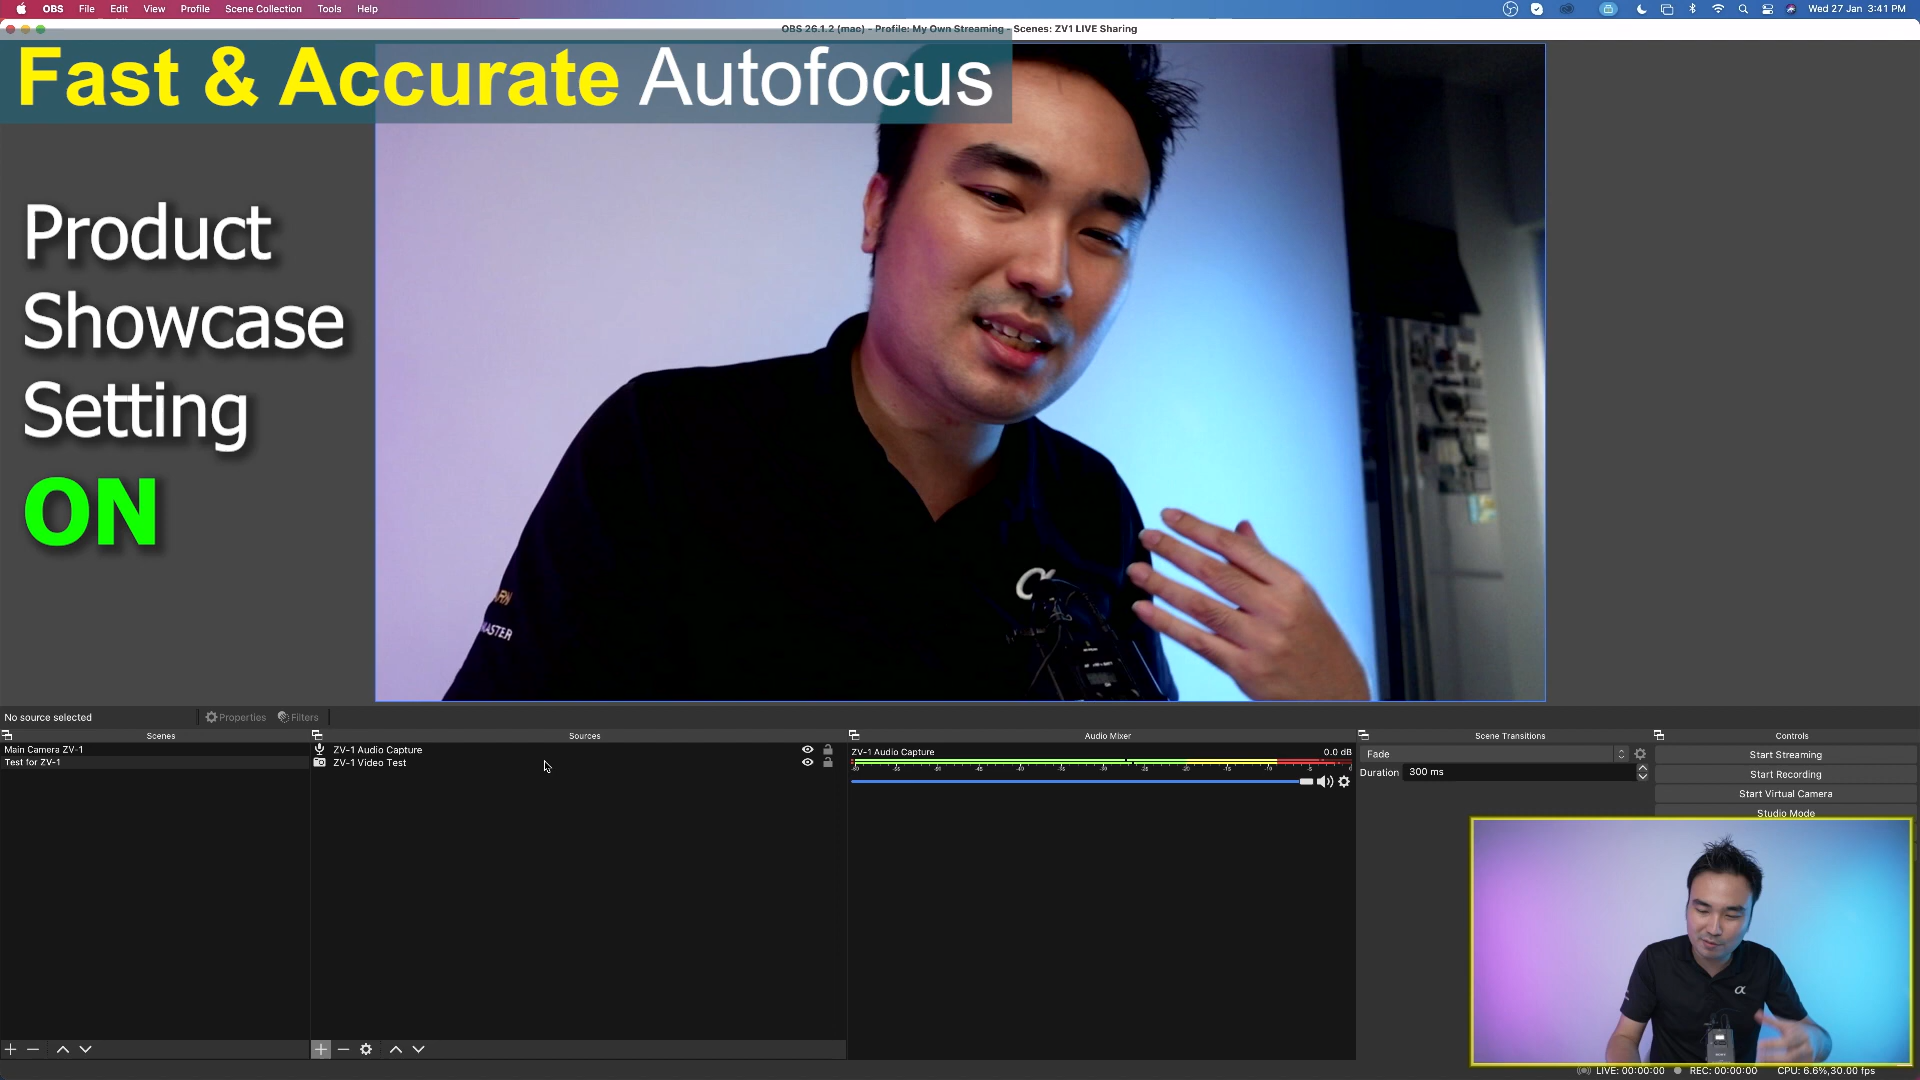 OBS File Edit View Profile Scene Collection Tools Help Wed 27 Jan 3:41 PM
OBS 26.1.2 (mac) - Profile: My Own Streaming - Scenes: ZV1 LIVE Sharing
Fast & Accurate Autofocus
Product
Showcase
Setting
ON
α
MASTER
No source selected Properties Filters
Scenes Sources Audio Mixer Scene Transitions Controls
Main Camera ZV-1
Test for ZV-1
ZV-1 Audio Capture
ZV-1 Video Test
ZV-1 Audio Capture 0.0 dB
Fade
Duration 300 ms
Start Streaming
Start Recording
Start Virtual Camera
Studio Mode
α
LIVE: 00:00:00 REC: 00:00:00 CPU: 6.6%,30.00 fps